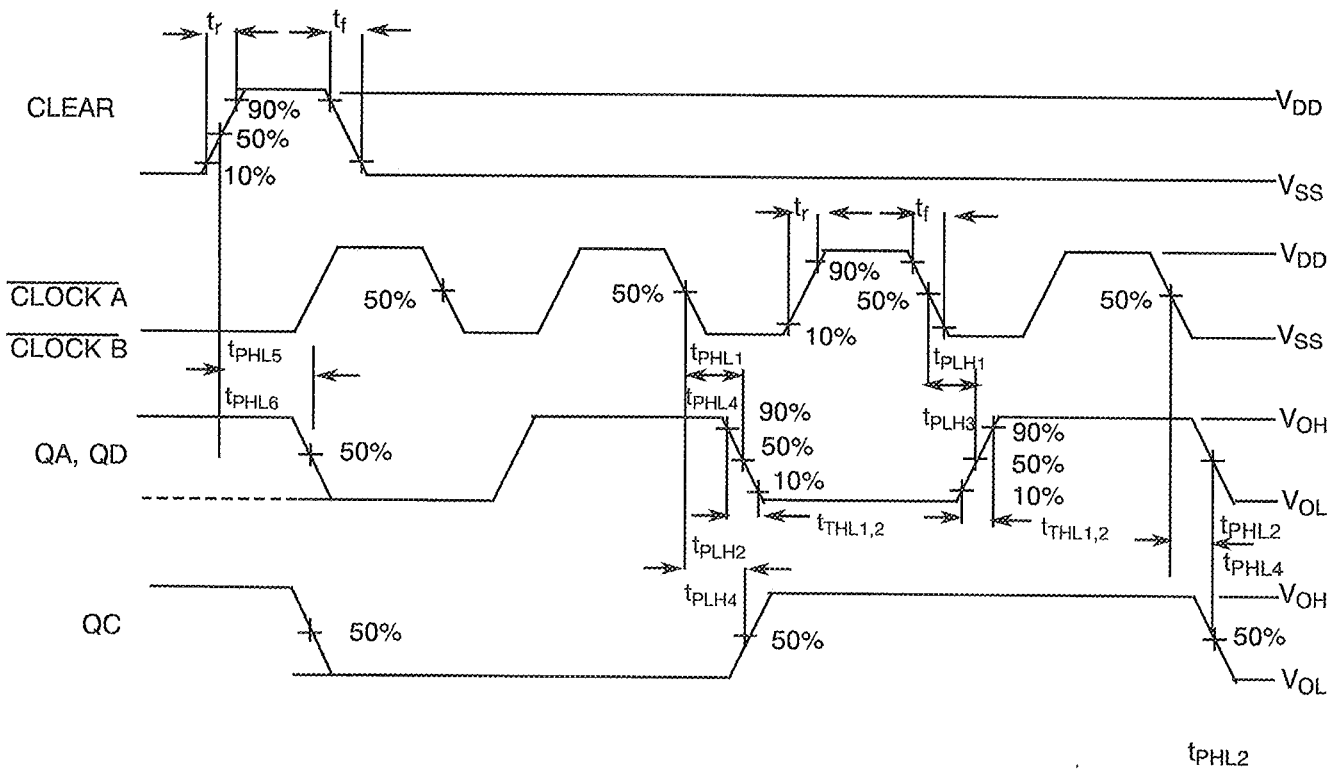 tr tf
CLEAR
90%
50%
10%
VDD
VSS
tr tf
CLOCK A
CLOCK B
50%
50%
90%
50%
10%
50%
VDD
VSS
tPHL5
tPHL6
tPHL1
tPHL4
tPLH1
tPLH3
QA, QD
50%
90%
50%
10%
90%
50%
10%
VOH
VOL
tTHL1,2
tTHL1,2
tPHL2
tPHL4
tPLH2
tPLH4
QC
50%
50%
50%
VOH
VOL
tPHL2